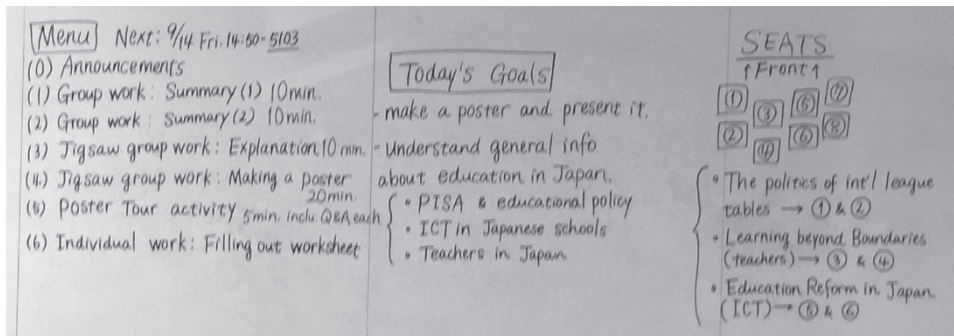 Menu Next: 9/14 Fri. 14:50-5103
(0) Announcements
(1) Group work: Summary (1) 10min.
(2) Group work: Summary (2) 10min.
(3) Jigsaw group work: Explanation 10 min.
(4) Jigsaw group work: Making a poster
20min.
(5) Poster Tour activity 5min. inclu. Q&A each
(6) Individual work: Filling out worksheet
Today's Goals
- make a poster and present it.
- Understand general info
about education in Japan.
• PISA & educational policy
• ICT in Japanese schools
• Teachers in Japan
SEATS
↑Front↑
① ③ ⑤ ⑦
② ④ ⑥ ⑧
• The politics of int'l league
tables → ① & ②
• Learning beyond Boundaries
(teachers) → ③ & ④
• Education Reform in Japan
(ICT) → ⑤ & ⑥